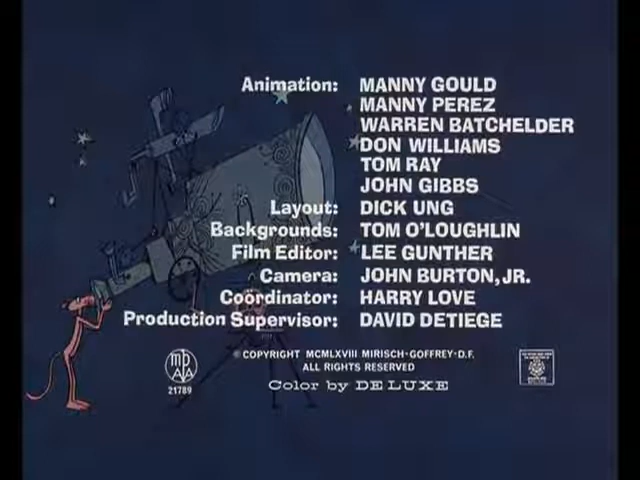 Animation: MANNY GOULD
MANNY PEREZ
WARREN BATCHELDER
DON WILLIAMS
TOM RAY
JOHN GIBBS
Layout: DICK UNG
Backgrounds: TOM O'LOUGHLIN
Film Editor: LEE GUNTHER
Camera: JOHN BURTON, JR.
Coordinator: HARRY LOVE
Production Supervisor: DAVID DETIEGE
© COPYRIGHT MCMLXVIII MIRISCH-GEOFFREY-D.F.
ALL RIGHTS RESERVED
Color by DE LUXE
21789